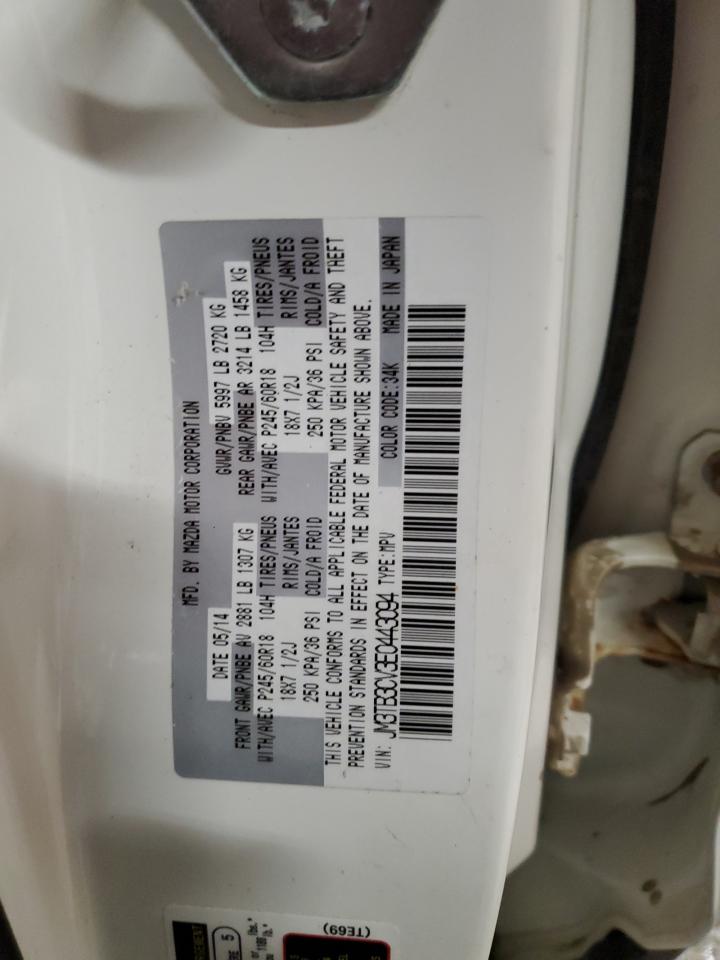 MFD. BY MAZDA MOTOR CORPORATION
DATE 05/14 GVWR/PNBV 5997 LB 2720 KG
FRONT GAWR/PNBE AV 2881 LB 1307 KG REAR GAWR/PNBE AR 3214 LB 1458 KG
WITH/AVEC P245/60R18 104H TIRES/PNEUS WITH/AVEC P245/60R18 104H TIRES/PNEUS
18X7 1/2J RIMS/JANTES 18X7 1/2J RIMS/JANTES
250 KPA/36 PSI COLD/A FROID 250 KPA/36 PSI COLD/A FROID
THIS VEHICLE CONFORMS TO ALL APPLICABLE FEDERAL MOTOR VEHICLE SAFETY AND THEFT
PREVENTION STANDARDS IN EFFECT ON THE DATE OF MANUFACTURE SHOWN ABOVE.
VIN: JM3TB3CV3E0443094 TYPE:MPV COLOR CODE:34K MADE IN JAPAN
5
lbs.*
lb.*
(TE69)